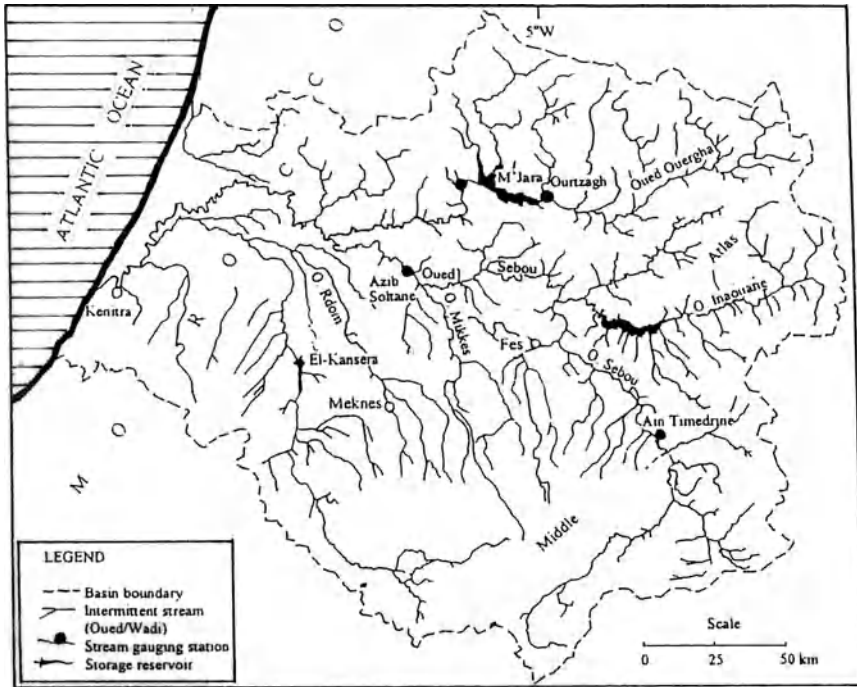 5°W
ATLANTIC OCEAN
MOROCCO
M'Jara
Ourtzagh
Oued Ouergha
Azib
Soltane
Oued
Sebou
Atlas
O. Inaouane
O. Rdom
O. Mikkes
Kenitra
Fes
O. Sebou
El-Kansera
Meknes
Ain Timedrine
Middle
LEGEND
Basin boundary
Intermittent stream
(Oued/Wadi)
Stream gauging station
Storage reservoir
Scale
0 25 50 km